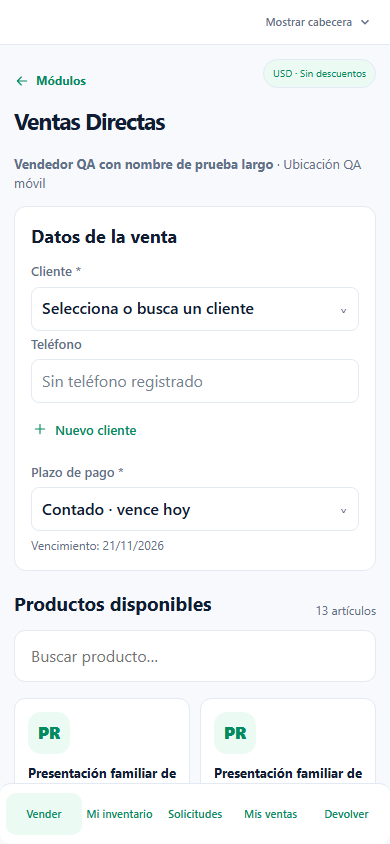 Mostrar cabecera
← Módulos
USD · Sin descuentos
Ventas Directas
Vendedor QA con nombre de prueba largo · Ubicación QA
móvil
Datos de la venta
Cliente *
Selecciona o busca un cliente
Teléfono
Sin teléfono registrado
+ Nuevo cliente
Plazo de pago *
Contado · vence hoy
Vencimiento: 21/11/2026
Productos disponibles
13 artículos
Buscar producto...
PR
PR
Presentación familiar de
Presentación familiar de
Vender
Mi inventario
Solicitudes
Mis ventas
Devolver